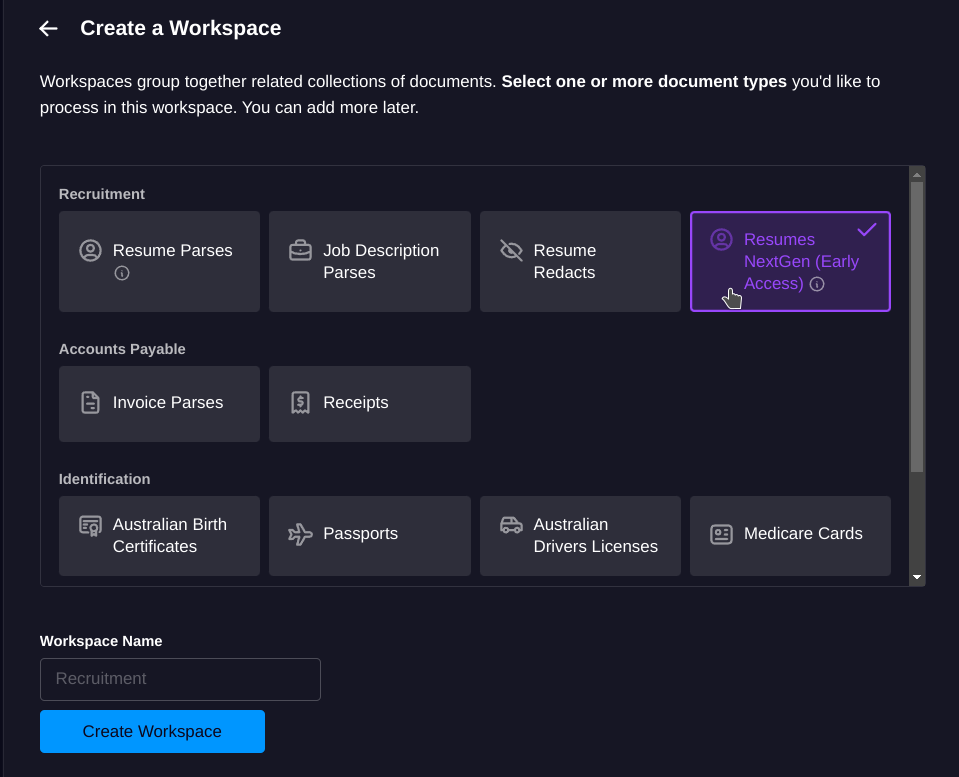 Create a Workspace
Workspaces group together related collections of documents. Select one or more document types you'd like to
process in this workspace. You can add more later.
Recruitment
Resume Parses
Job Description
Parses
Resume
Redacts
Resumes
NextGen (Early
Access)
Accounts Payable
Invoice Parses
Receipts
Identification
Australian Birth
Certificates
Passports
Australian
Drivers Licenses
Medicare Cards
Workspace Name
Recruitment
Create Workspace